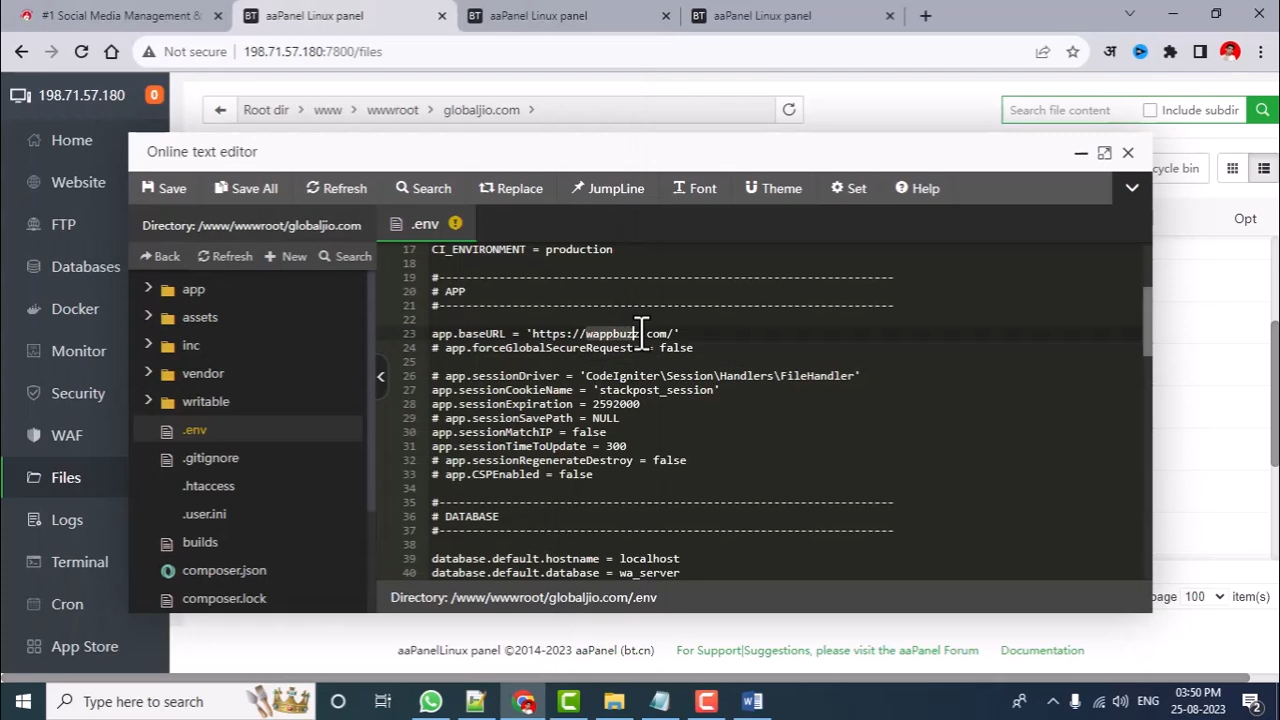 #1 Social Media Management &
aaPanel Linux panel
aaPanel Linux panel
aaPanel Linux panel
Not secure
198.71.57.180:7800/files
अ
198.71.57.180
0
Root dir
www
wwwroot
globaljio.com
Search file content
Include subdir
Home
Website
FTP
Databases
Docker
Monitor
Security
WAF
Files
Logs
Terminal
Cron
App Store
cycle bin
Opt
Online text editor
Save
Save All
Refresh
Search
Replace
JumpLine
Font
Theme
Set
Help
Directory: /www/wwwroot/globaljio.com
.env
Back
Refresh
New
Search
app
assets
inc
vendor
writable
.env
.gitignore
.htaccess
.user.ini
builds
composer.json
composer.lock
17 CI_ENVIRONMENT = production
18
19 #--------------------------------------------------------------------
20 # APP
21 #--------------------------------------------------------------------
22
23 app.baseURL = 'https://wappbuzz.com/'
24 # app.forceGlobalSecureRequests = false
25
26 # app.sessionDriver = 'CodeIgniter\Session\Handlers\FileHandler'
27 app.sessionCookieName = 'stackpost_session'
28 app.sessionExpiration = 2592000
29 # app.sessionSavePath = NULL
30 app.sessionMatchIP = false
31 app.sessionTimeToUpdate = 300
32 # app.sessionRegenerateDestroy = false
33 # app.CSPEnabled = false
34
35 #--------------------------------------------------------------------
36 # DATABASE
37 #--------------------------------------------------------------------
38
39 database.default.hostname = localhost
40 database.default.database = wa_server
Directory: /www/wwwroot/globaljio.com/.env
page 100 item(s)
aaPanelLinux panel ©2014-2023 aaPanel (bt.cn)
For Support|Suggestions, please visit the aaPanel Forum
Documentation
Type here to search
ENG
03:50 PM
25-08-2023
2